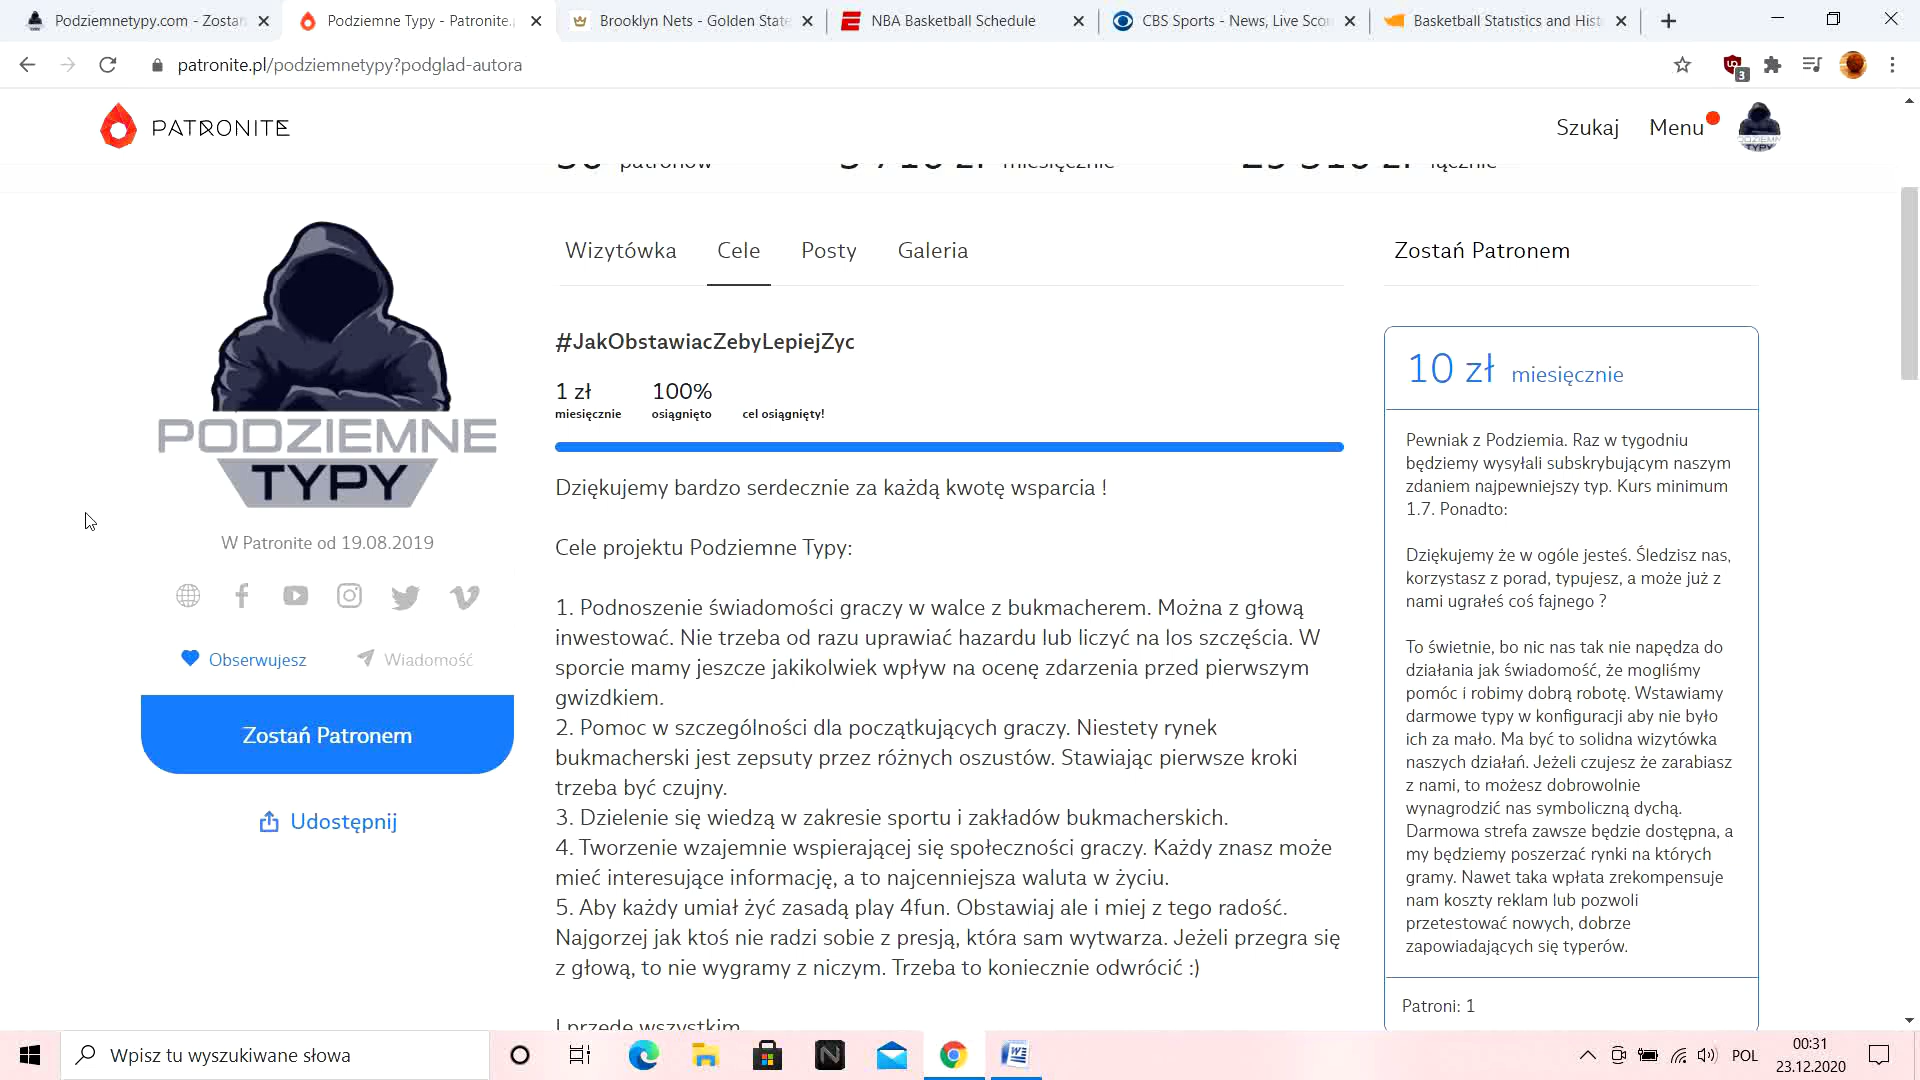 Podziemnetypy.com - Zostań
Podziemne Typy - Patronite.
Brooklyn Nets - Golden State
NBA Basketball Schedule
CBS Sports - News, Live Sco
Basketball Statistics and Hist
patronite.pl/podziemnetypy?podglad-autora
3
PATRONITE
Szukaj
Menu
patronów
miesięcznie
łącznie
PODZIEMNE
TYPY
W Patronite od 19.08.2019
Obserwujesz
Wiadomość
Zostań Patronem
Udostępnij
Wizytówka
Cele
Posty
Galeria
#JakObstawiacZebyLepiejZyc
1 zł
miesięcznie
100%
osiągnięto
cel osiągnięty!
Dziękujemy bardzo serdecznie za każdą kwotę wsparcia !
Cele projektu Podziemne Typy:
1. Podnoszenie świadomości graczy w walce z bukmacherem. Można z głową
inwestować. Nie trzeba od razu uprawiać hazardu lub liczyć na los szczęścia. W
sporcie mamy jeszcze jakikolwiek wpływ na ocenę zdarzenia przed pierwszym
gwizdkiem.
2. Pomoc w szczególności dla początkujących graczy. Niestety rynek
bukmacherski jest zepsuty przez różnych oszustów. Stawiając pierwsze kroki
trzeba być czujny.
3. Dzielenie się wiedzą w zakresie sportu i zakładów bukmacherskich.
4. Tworzenie wzajemnie wspierającej się społeczności graczy. Każdy znasz może
mieć interesujące informację, a to najcenniejsza waluta w życiu.
5. Aby każdy umiał żyć zasadą play 4fun. Obstawiaj ale i miej z tego radość.
Najgorzej jak ktoś nie radzi sobie z presją, która sam wytwarza. Jeżeli przegra się
z głową, to nie wygramy z niczym. Trzeba to koniecznie odwrócić :)
I przede wszystkim
Zostań Patronem
10 zł miesięcznie
Pewniak z Podziemia. Raz w tygodniu
będziemy wysyłali subskrybującym naszym
zdaniem najpewniejszy typ. Kurs minimum
1.7. Ponadto:
Dziękujemy że w ogóle jesteś. Śledzisz nas,
korzystasz z porad, typujesz, a może już z
nami ugrałeś coś fajnego ?
To świetnie, bo nic nas tak nie napędza do
działania jak świadomość, że mogliśmy
pomóc i robimy dobrą robotę. Wstawiamy
darmowe typy w konfiguracji aby nie było
ich za mało. Ma być to solidna wizytówka
naszych działań. Jeżeli czujesz że zarabiasz
z nami, to możesz dobrowolnie
wynagrodzić nas symboliczną dychą.
Darmowa strefa zawsze będzie dostępna, a
my będziemy poszerzać rynki na których
gramy. Nawet taka wpłata zrekompensuje
nam koszty reklam lub pozwoli
przetestować nowych, dobrze
zapowiadających się typerów.
Patroni: 1
Wpisz tu wyszukiwane słowa
POL
00:31
23.12.2020